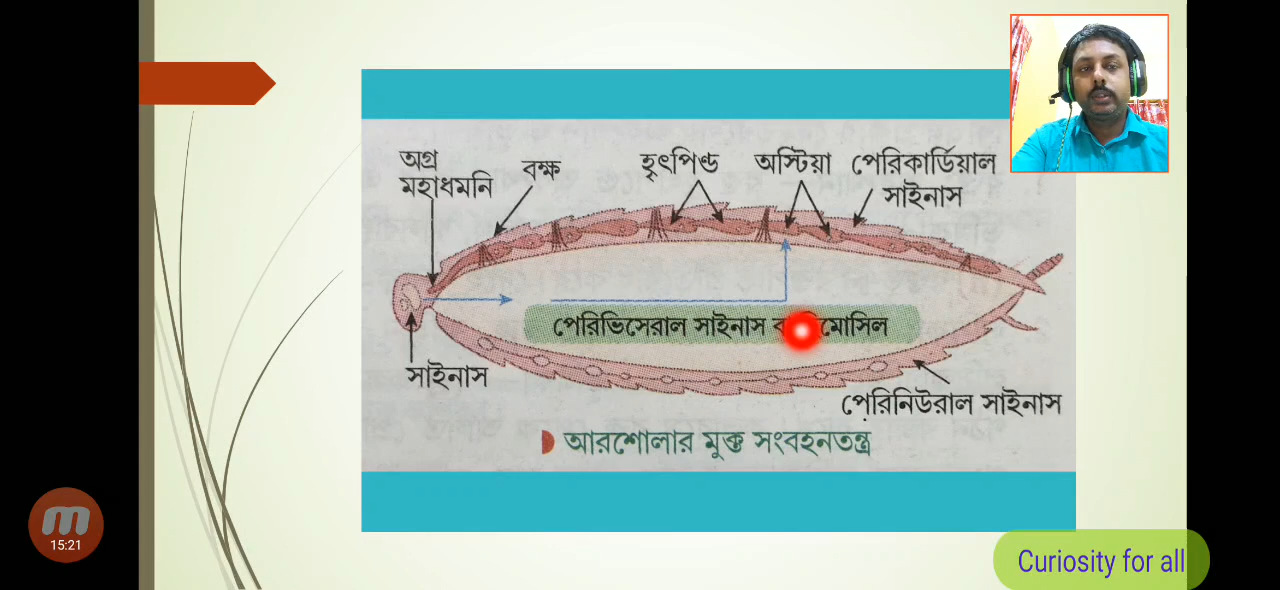 অগ্র
মহাধমনি
বক্ষ
হৃৎপিণ্ড
অস্টিয়া
পেরিকার্ডিয়াল
সাইনাস
পেরিভিসেরাল সাইনাস
সাইনাস
পেরিনিউরাল সাইনাস
আরশোলার মুক্ত সংবহনতন্ত্র
15:21
Curiosity for all